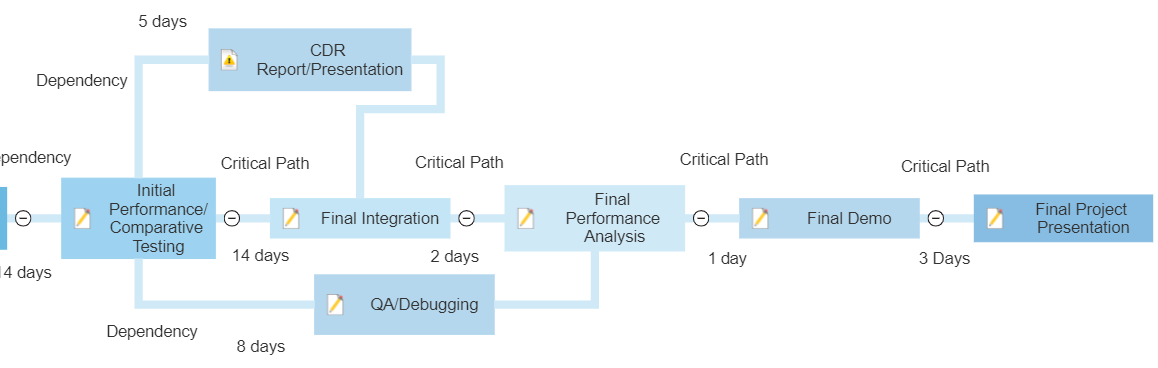 5 days
CDR
Report/Presentation
Dependency
pendency
Critical Path
Critical Path
Critical Path
Critical Path
Initial
Performance/
Comparative
Testing
Final Integration
Final
Performance
Analysis
Final Demo
Final Project
Presentation
14 days
2 days
1 day
3 Days
4 days
QA/Debugging
Dependency
8 days